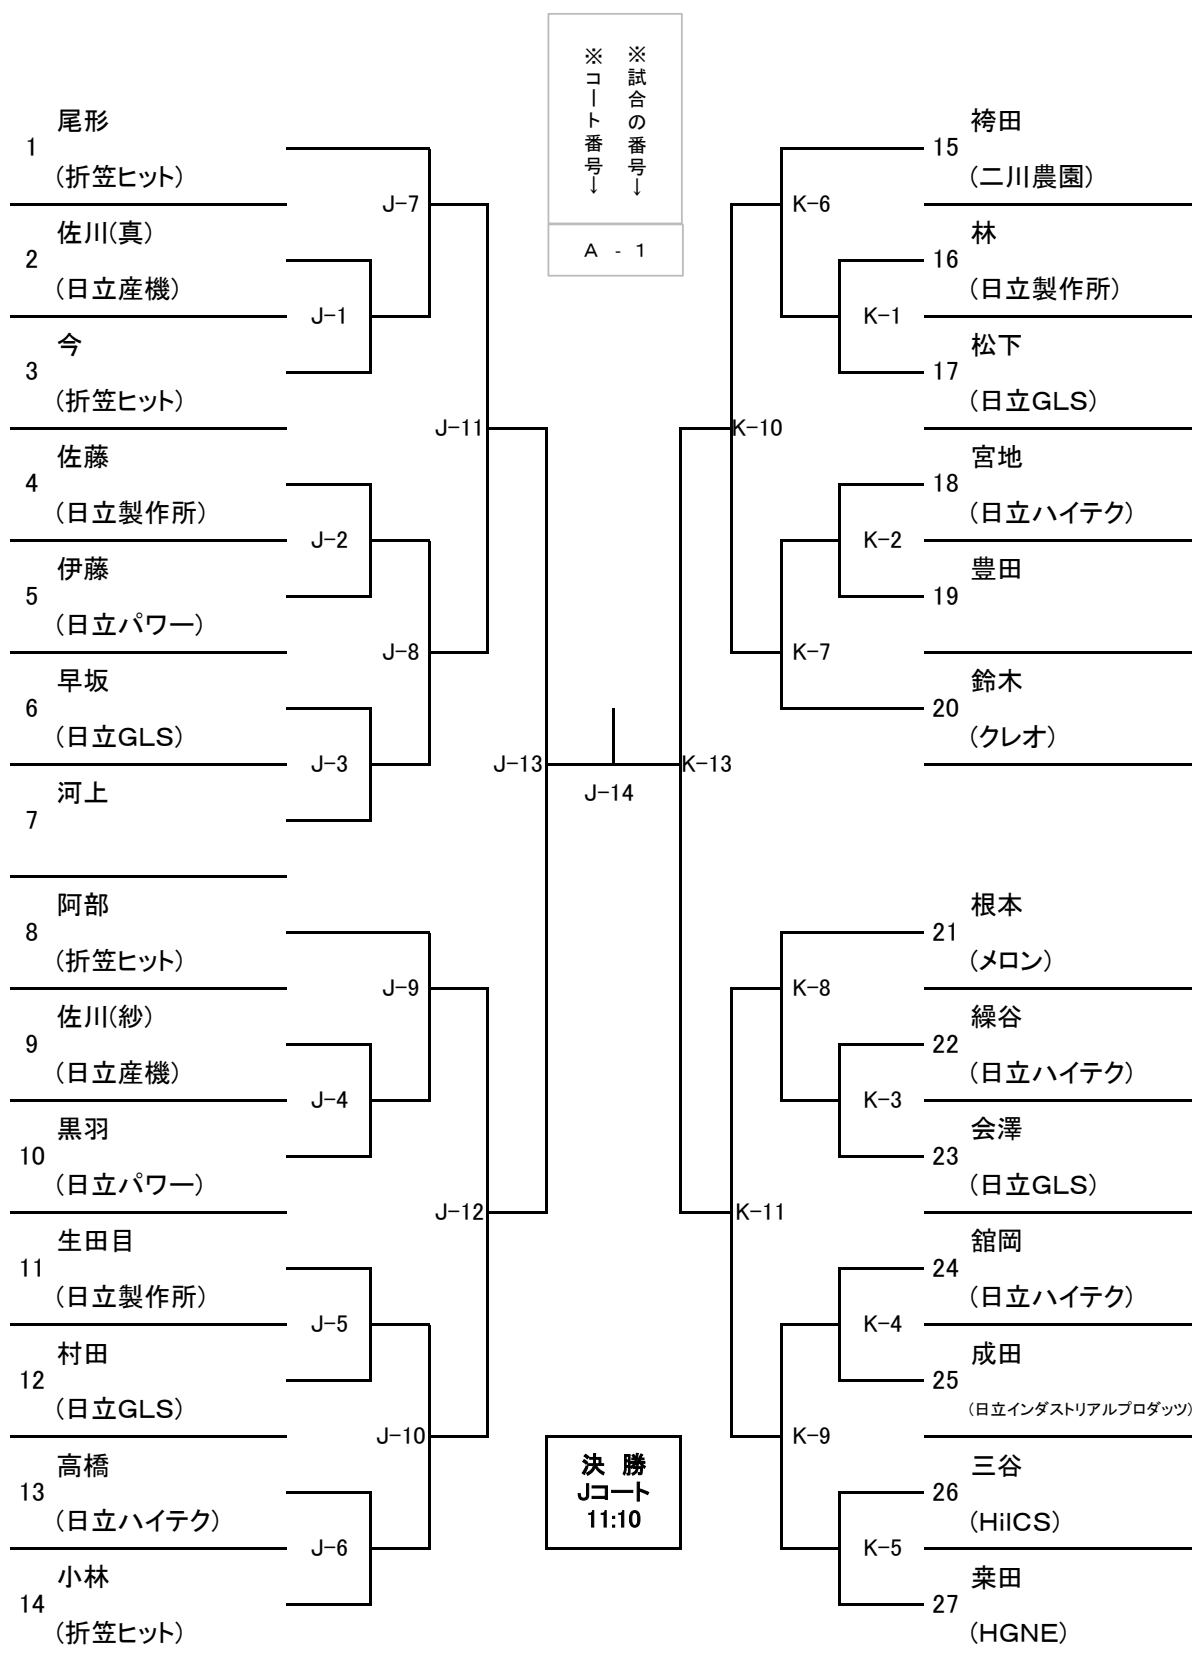 ※試合の番号→
※コート番号→
A - 1
1
尾形
(折笠ヒット)
2
佐川(真)
(日立産機)
3
今
(折笠ヒット)
4
佐藤
(日立製作所)
5
伊藤
(日立パワー)
6
早坂
(日立GLS)
7
河上
8
阿部
(折笠ヒット)
9
佐川(紗)
(日立産機)
10
黒羽
(日立パワー)
11
生田目
(日立製作所)
12
村田
(日立GLS)
13
高橋
(日立ハイテク)
14
小林
(折笠ヒット)
J-1
J-2
J-3
J-4
J-5
J-6
J-7
J-8
J-9
J-10
J-11
J-12
J-13
J-14
K-13
K-10
K-11
K-6
K-7
K-8
K-9
K-1
K-2
K-3
K-4
K-5
15
袴田
(二川農園)
16
林
(日立製作所)
17
松下
(日立GLS)
18
宮地
(日立ハイテク)
19
豊田
20
鈴木
(クレオ)
21
根本
(メロン)
22
繰谷
(日立ハイテク)
23
会澤
(日立GLS)
24
舘岡
(日立ハイテク)
25
成田
(日立インダストリアルプロダッツ)
26
三谷
(HiICS)
27
桒田
(HGNE)
決 勝
Jコート
11:10